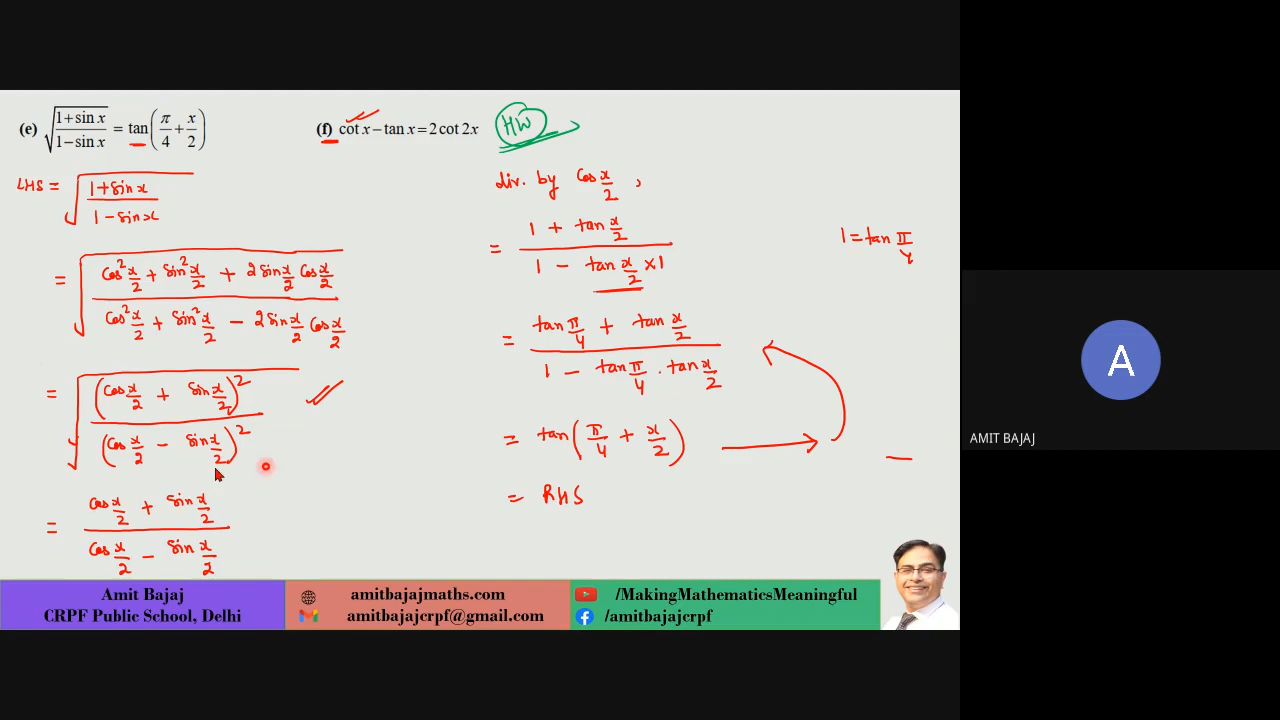 (e) √((1+sin x)/(1−sin x)) = tan(π/4 + x/2)
(f) cot x − tan x = 2 cot 2x
HW
LHS = √((1+sin x)/(1−sin x))
= √((cos² x/2 + sin² x/2 + 2 sin x/2 cos x/2)/(cos² x/2 + sin² x/2 − 2 sin x/2 cos x/2))
= √((cos x/2 + sin x/2)²/(cos x/2 − sin x/2)²)
= (cos x/2 + sin x/2)/(cos x/2 − sin x/2)
div. by cos x/2,
= (1 + tan x/2)/(1 − tan x/2 × 1)
1 = tan π/4
= (tan π/4 + tan x/2)/(1 − tan π/4 . tan x/2)
= tan(π/4 + x/2)
= RHS
A
AMIT BAJAJ
Amit Bajaj
CRPF Public School, Delhi
amitbajajmaths.com
amitbajajcrpf@gmail.com
/MakingMathematicsMeaningful
/amitbajajcrpf